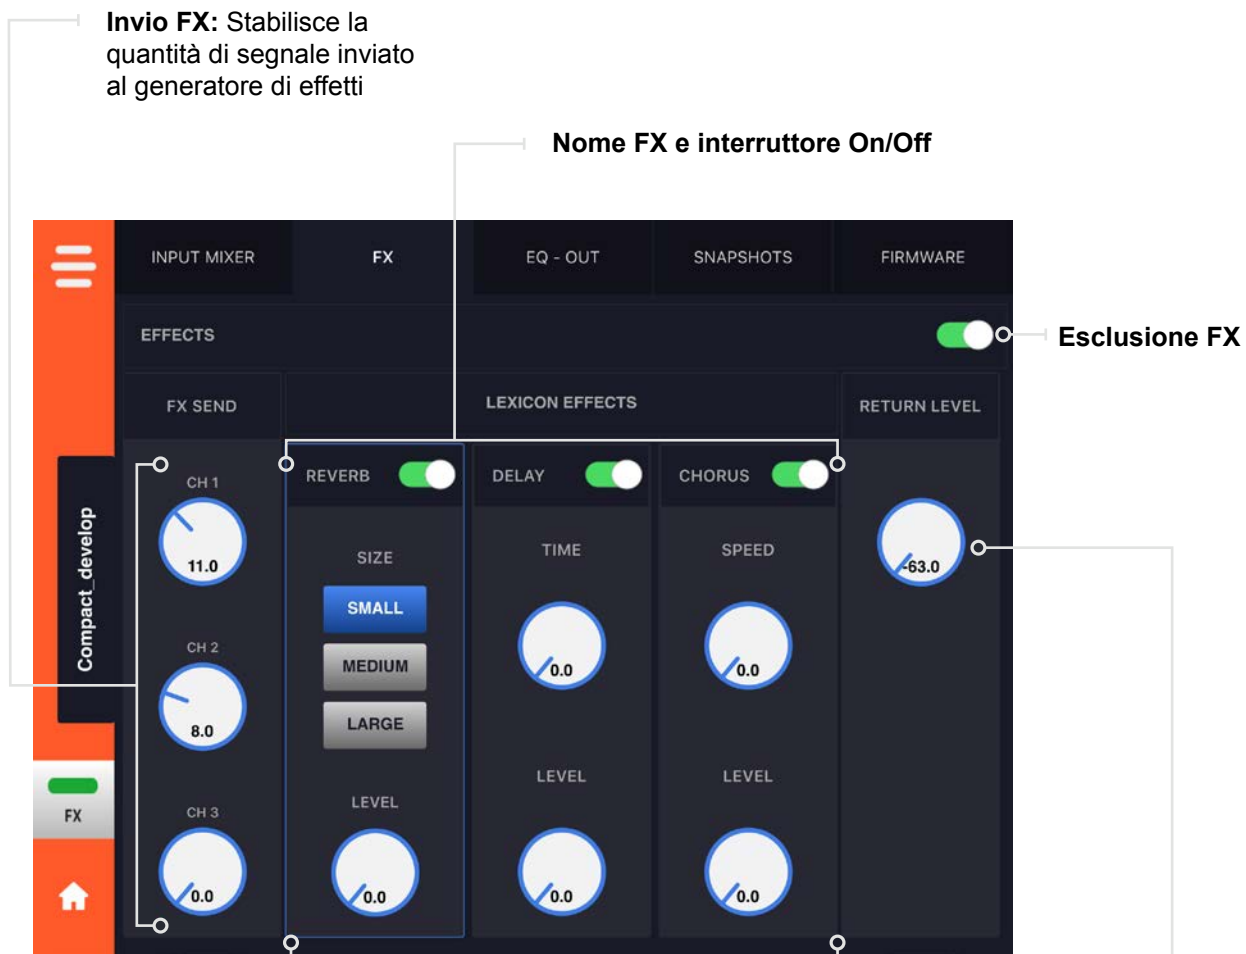 Invio FX: Stabilisce la
quantità di segnale inviato
al generatore di effetti
Nome FX e interruttore On/Off
INPUT MIXER
FX
EQ - OUT
SNAPSHOTS
FIRMWARE
EFFECTS
Esclusione FX
FX SEND
LEXICON EFFECTS
RETURN LEVEL
CH 1
11.0
CH 2
8.0
CH 3
0.0
REVERB
SIZE
SMALL
MEDIUM
LARGE
LEVEL
0.0
DELAY
TIME
0.0
LEVEL
0.0
CHORUS
SPEED
0.0
LEVEL
0.0
-63.0
Compact_develop
FX